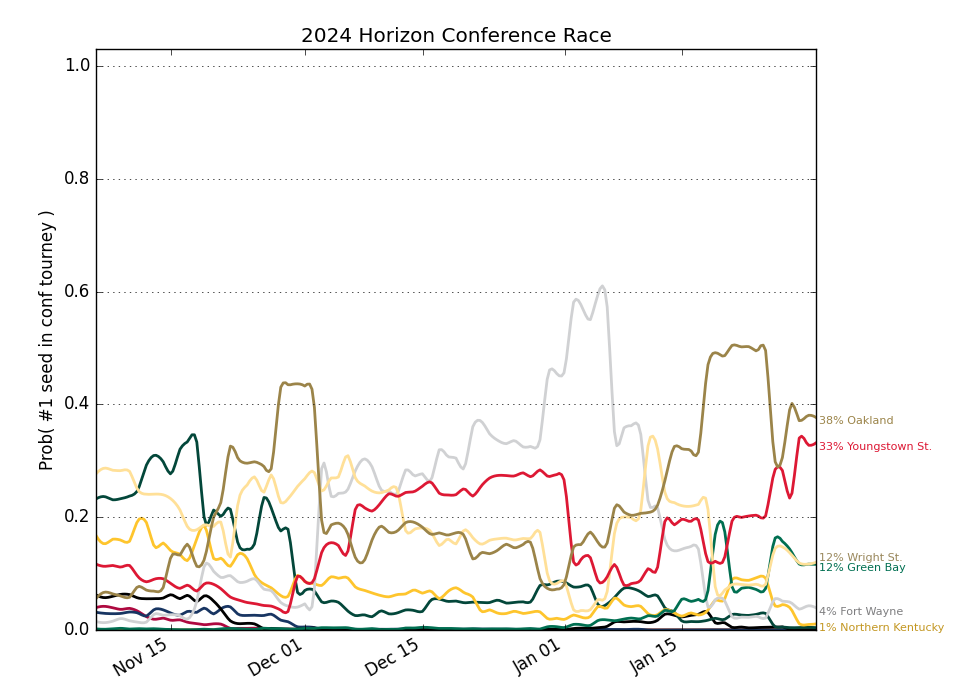 2024 Horizon Conference Race
Prob( #1 seed in conf tourney )
1.0
0.8
0.6
0.4
0.2
0.0
38% Oakland
33% Youngstown St.
12% Wright St.
12% Green Bay
4% Fort Wayne
1% Northern Kentucky
Nov 15
Dec 01
Dec 15
Jan 01
Jan 15